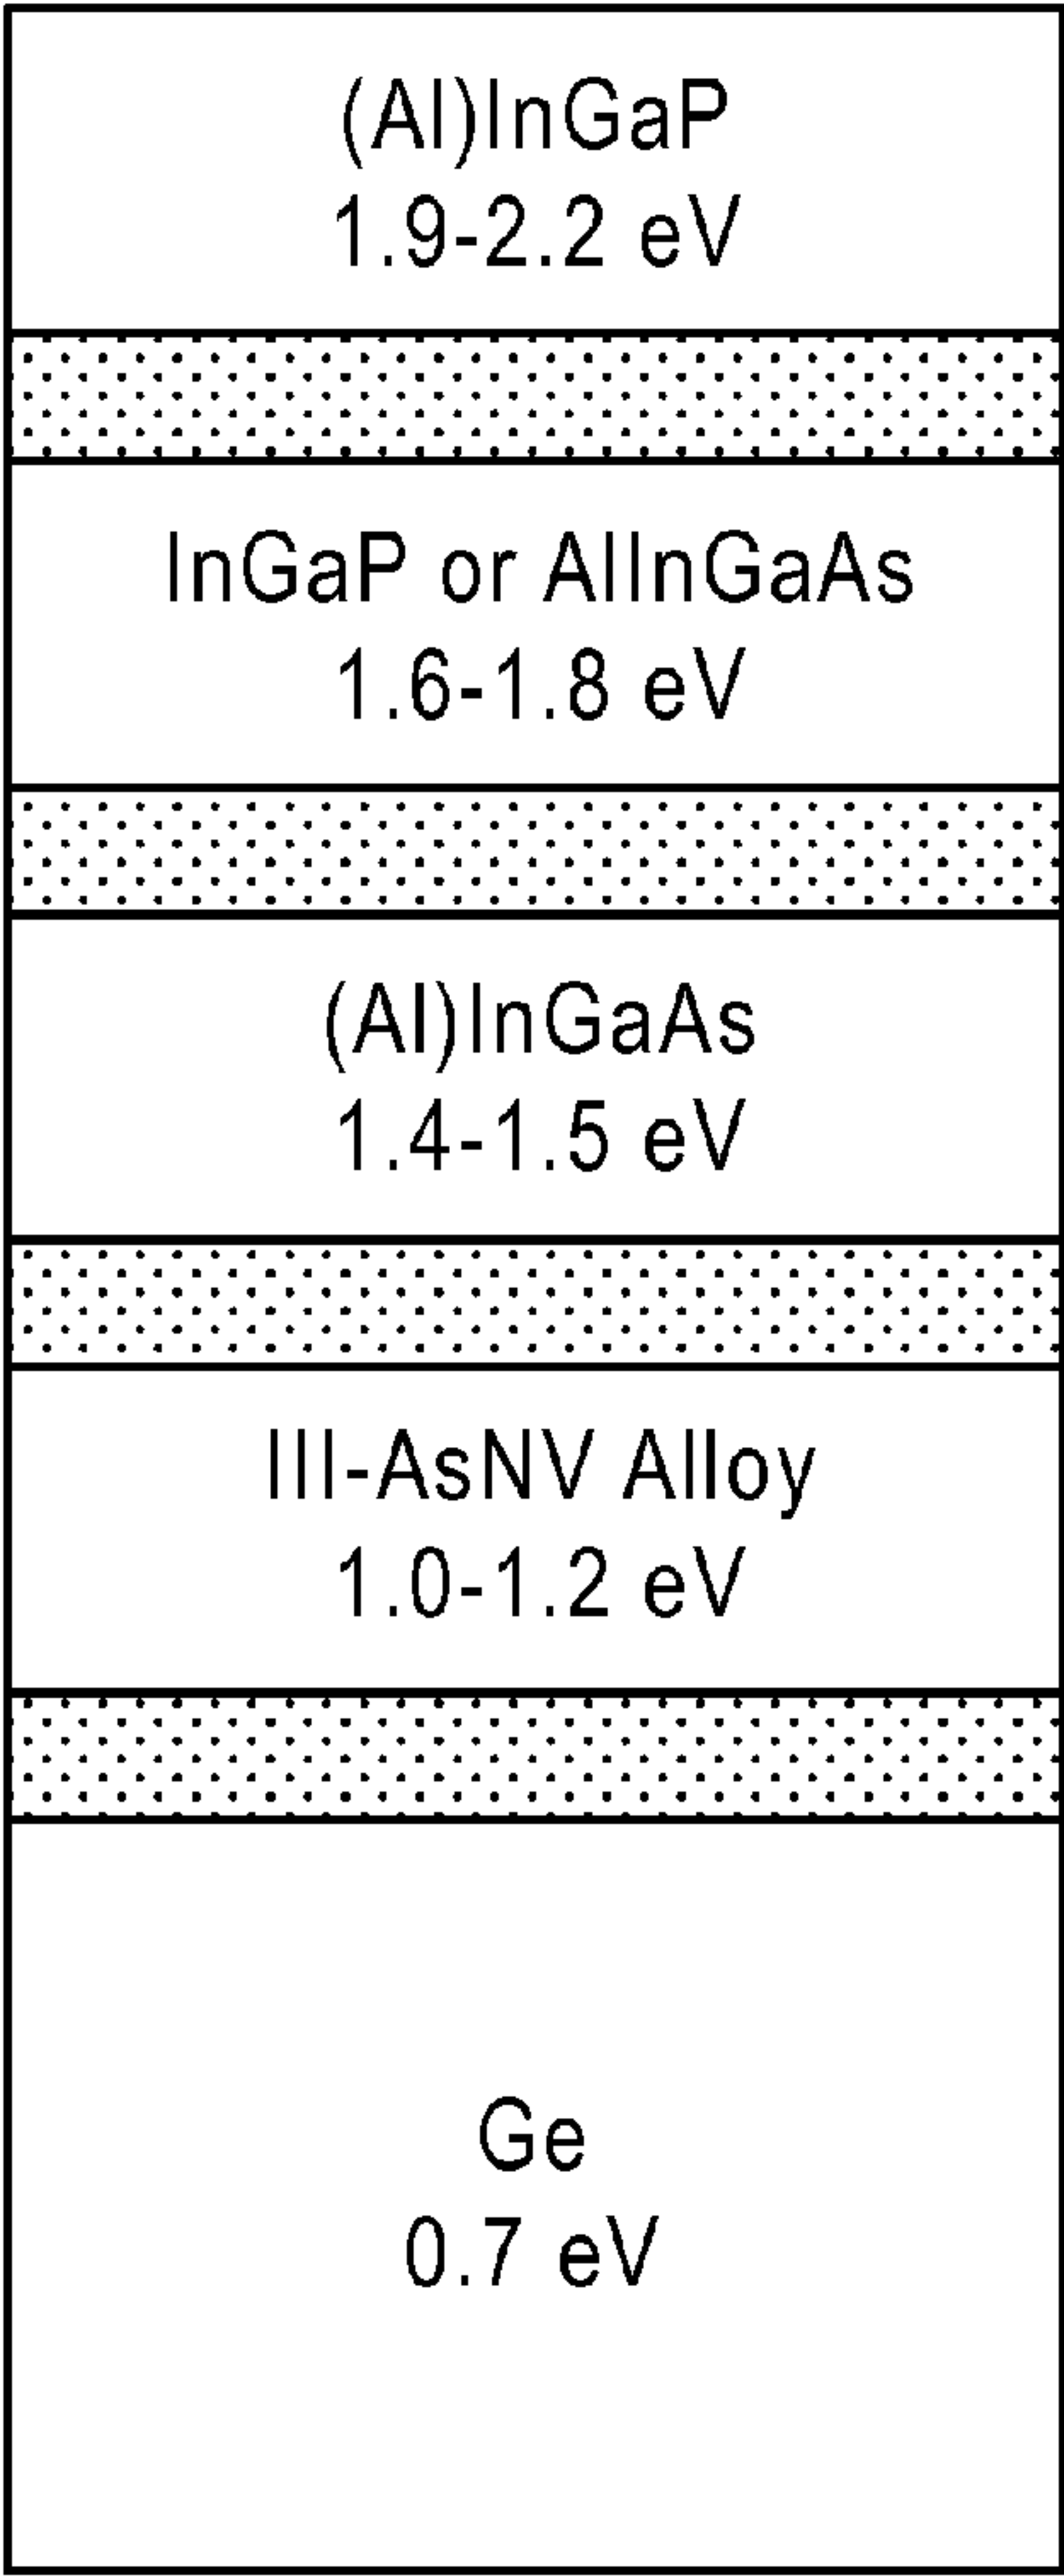 (Al)InGaP
1.9-2.2 eV
InGaP or AlInGaAs
1.6-1.8 eV
(Al)InGaAs
1.4-1.5 eV
III-AsNV Alloy
1.0-1.2 eV
Ge
0.7 eV